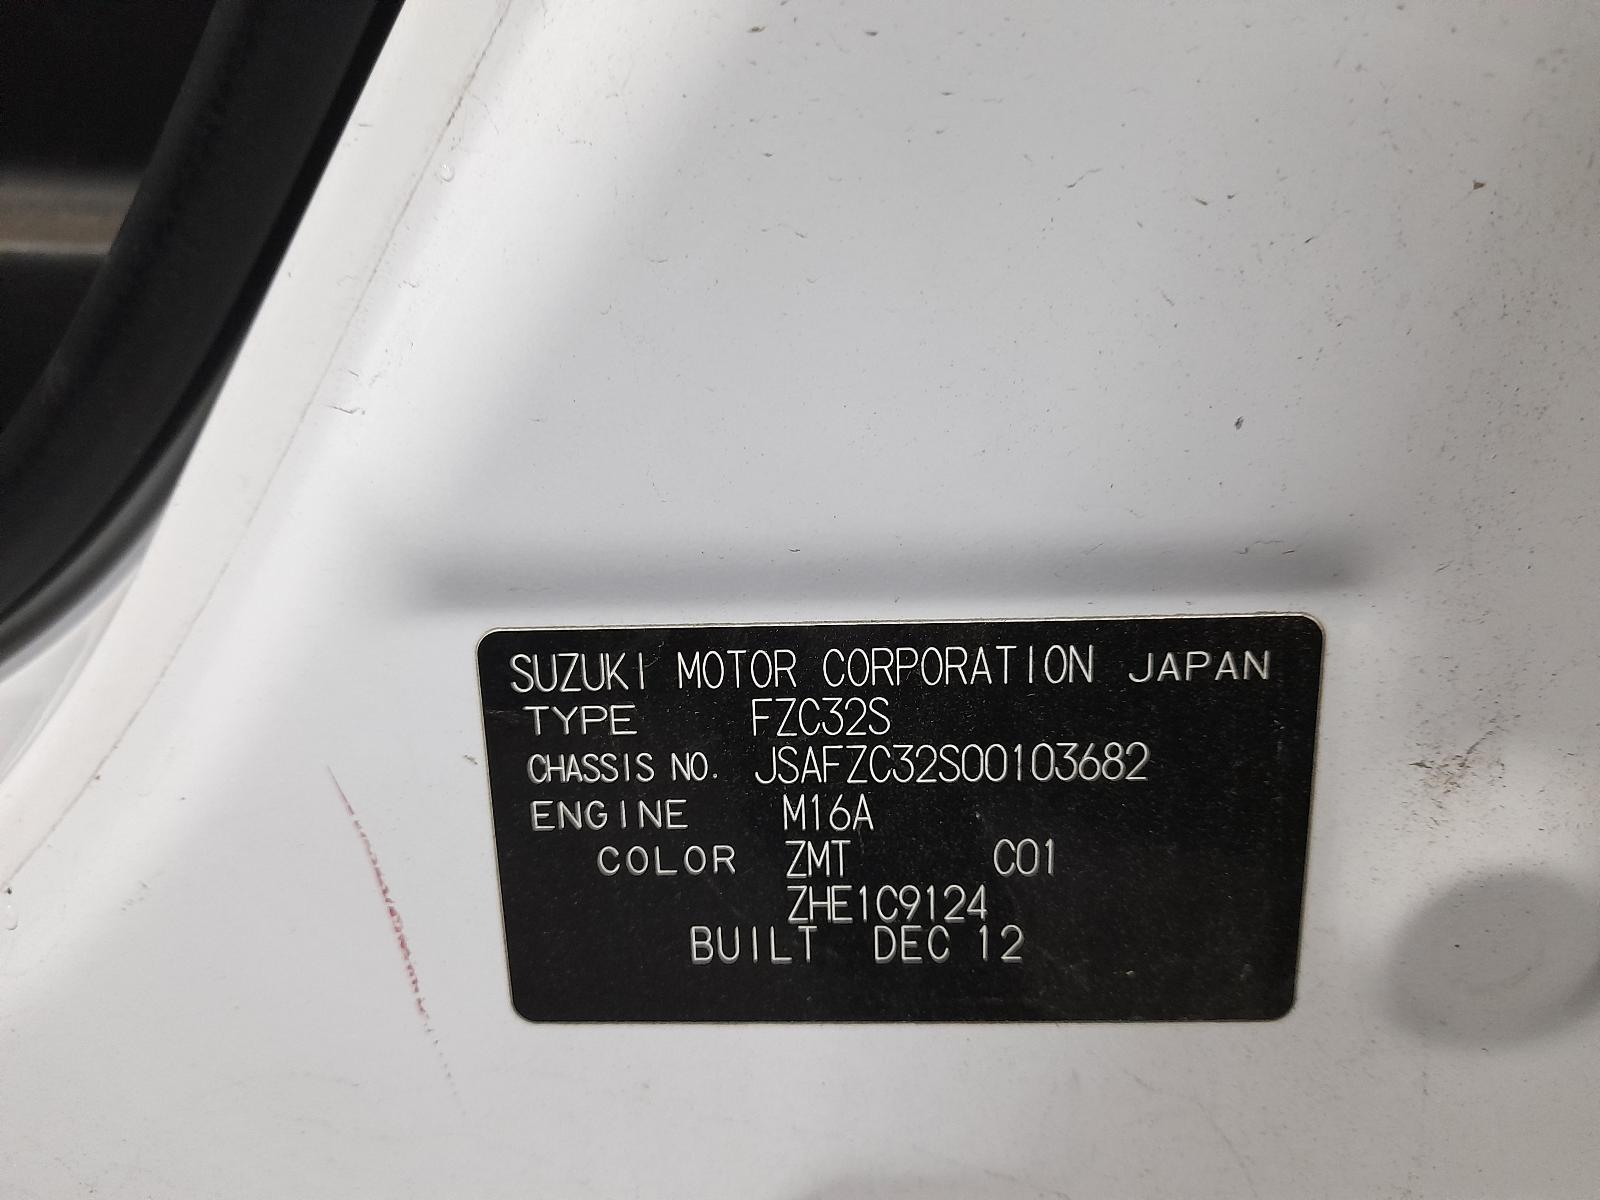 SUZUKI MOTOR CORPORATION JAPAN
TYPE FZC32S
CHASSIS NO. JSAFZC32S00103682
ENGINE M16A
COLOR ZMT C01
ZHE1C9124
BUILT DEC 12